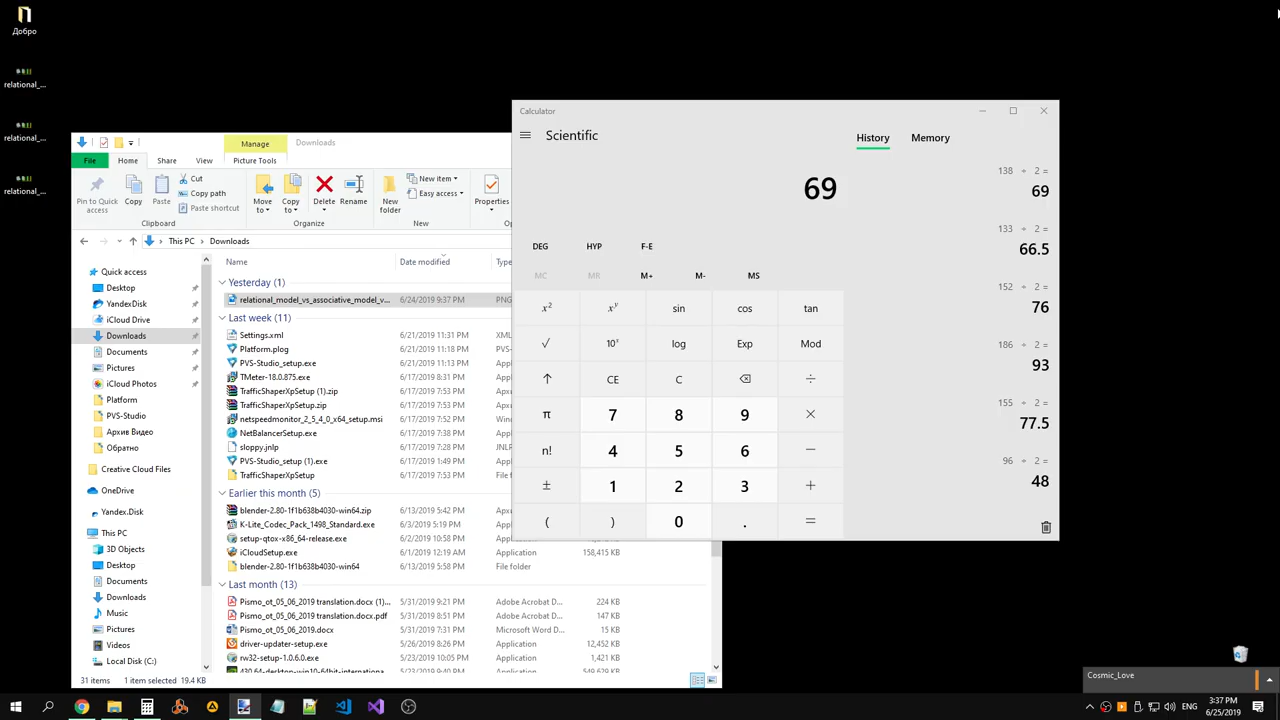 Добро
relational_...
relational_...
relational_...
Manage
Downloads
File
Home
Share
View
Picture Tools
Pin to Quick access
Copy
Paste
Cut
Copy path
Paste shortcut
Clipboard
Move to
Copy to
Delete
Rename
Organize
New folder
New item
Easy access
New
Properties
This PC
Downloads
Name
Date modified
Type
Quick access
Desktop
YandexDisk
iCloud Drive
Downloads
Documents
Pictures
iCloud Photos
Platform
PVS-Studio
Архив Видео
Обратно
Creative Cloud Files
OneDrive
Yandex.Disk
This PC
3D Objects
Desktop
Documents
Downloads
Music
Pictures
Videos
Local Disk (C:)
Yesterday (1)
relational_model_vs_associative_model_v... 6/24/2019 9:37 PM PNG
Last week (11)
Settings.xml 6/21/2019 11:31 PM XML
Platform.plog 6/21/2019 11:18 PM PVS-
PVS-Studio_setup.exe 6/21/2019 11:13 PM Appl
TMeter-18.0.875.exe 6/17/2019 8:31 PM Appl
TrafficShaperXpSetup (1).zip 6/17/2019 7:53 PM Apx
TrafficShaperXpSetup.zip 6/17/2019 7:53 PM Apx
netspeedmonitor_2_5_4_0_x64_setup.msi 6/17/2019 7:52 PM Winc
NetBalancerSetup.exe 6/17/2019 7:38 PM Appl
sloppy.jnlp 6/17/2019 7:28 PM JNLP
PVS-Studio_setup (1).exe 6/17/2019 1:49 PM Appl
TrafficShaperXpSetup 6/17/2019 7:53 PM File f
Earlier this month (5)
blender-2.80-1f1b638b4030-win64.zip 6/13/2019 5:42 PM
K-Lite_Codec_Pack_1498_Standard.exe 6/3/2019 5:19 PM Appl
setup-qtox-x86_64-release.exe 6/2/2019 10:58 PM Appl
iCloudSetup.exe 6/1/2019 12:19 AM Application 158,415 KB
blender-2.80-1f1b638b4030-win64 6/13/2019 5:58 PM File folder
Last month (13)
Pismo_ot_05_06_2019 translation.docx (1)... 5/31/2019 9:21 PM Adobe Acrobat D... 224 KB
Pismo_ot_05_06_2019 translation.docx.pdf 5/31/2019 8:51 PM Adobe Acrobat D... 147 KB
Pismo_ot_05_06_2019.docx 5/31/2019 7:31 PM Microsoft Word D... 15 KB
driver-updater-setup.exe 5/26/2019 8:26 PM Application 12,452 KB
rw32-setup-1.0.6.0.exe 5/23/2019 10:05 PM Application 1,421 KB
31 items 1 item selected 19.4 KB
Calculator
Scientific
69
DEG HYP F-E
MC MR M+ M- MS
x² xʸ sin cos tan
√ 10ˣ log Exp Mod
↑ CE C ⌫ ÷
π 7 8 9 ×
n! 4 5 6 −
± 1 2 3 +
( ) 0 . =
History Memory
138 ÷ 2 =
69
133 ÷ 2 =
66.5
152 ÷ 2 =
76
186 ÷ 2 =
93
155 ÷ 2 =
77.5
96 ÷ 2 =
48
Cosmic_Love
ENG
3:37 PM
6/25/2019